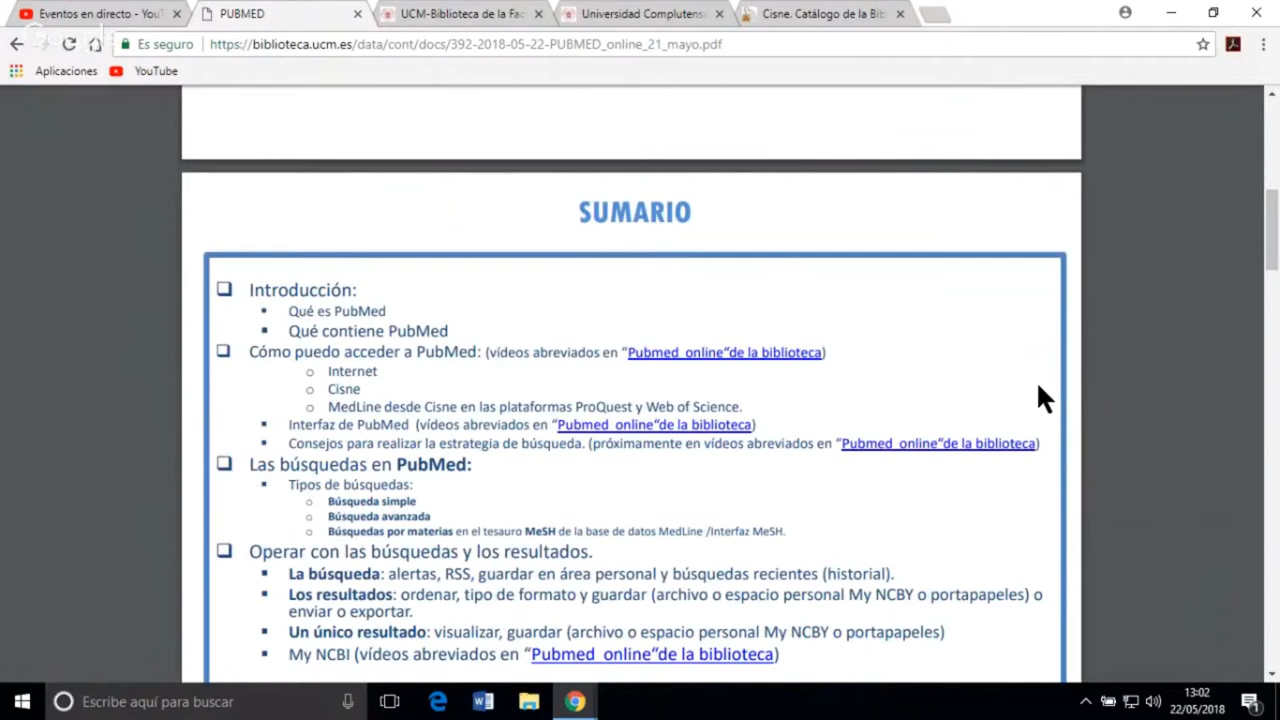 Eventos en directo - YouT
PUBMED
UCM-Biblioteca de la Fac
Universidad Complutens
Cisne. Catálogo de la Bib
Es seguro
https://biblioteca.ucm.es/data/cont/docs/392-2018-05-22-PUBMED_online_21_mayo.pdf
Aplicaciones
YouTube
SUMARIO
Introducción:
Qué es PubMed
Qué contiene PubMed
Cómo puedo acceder a PubMed: (vídeos abreviados en “Pubmed online“de la biblioteca)
Internet
Cisne
MedLine desde Cisne en las plataformas ProQuest y Web of Science.
Interfaz de PubMed (vídeos abreviados en “Pubmed online“de la biblioteca)
Consejos para realizar la estrategia de búsqueda. (próximamente en vídeos abreviados en “Pubmed online“de la biblioteca)
Las búsquedas en PubMed:
Tipos de búsquedas:
Búsqueda simple
Búsqueda avanzada
Búsquedas por materias en el tesauro MeSH de la base de datos MedLine /Interfaz MeSH.
Operar con las búsquedas y los resultados.
La búsqueda: alertas, RSS, guardar en área personal y búsquedas recientes (historial).
Los resultados: ordenar, tipo de formato y guardar (archivo o espacio personal My NCBY o portapapeles) o
enviar o exportar.
Un único resultado: visualizar, guardar (archivo o espacio personal My NCBY o portapapeles)
My NCBI (vídeos abreviados en “Pubmed online“de la biblioteca)
Escribe aquí para buscar
13:02
22/05/2018
1